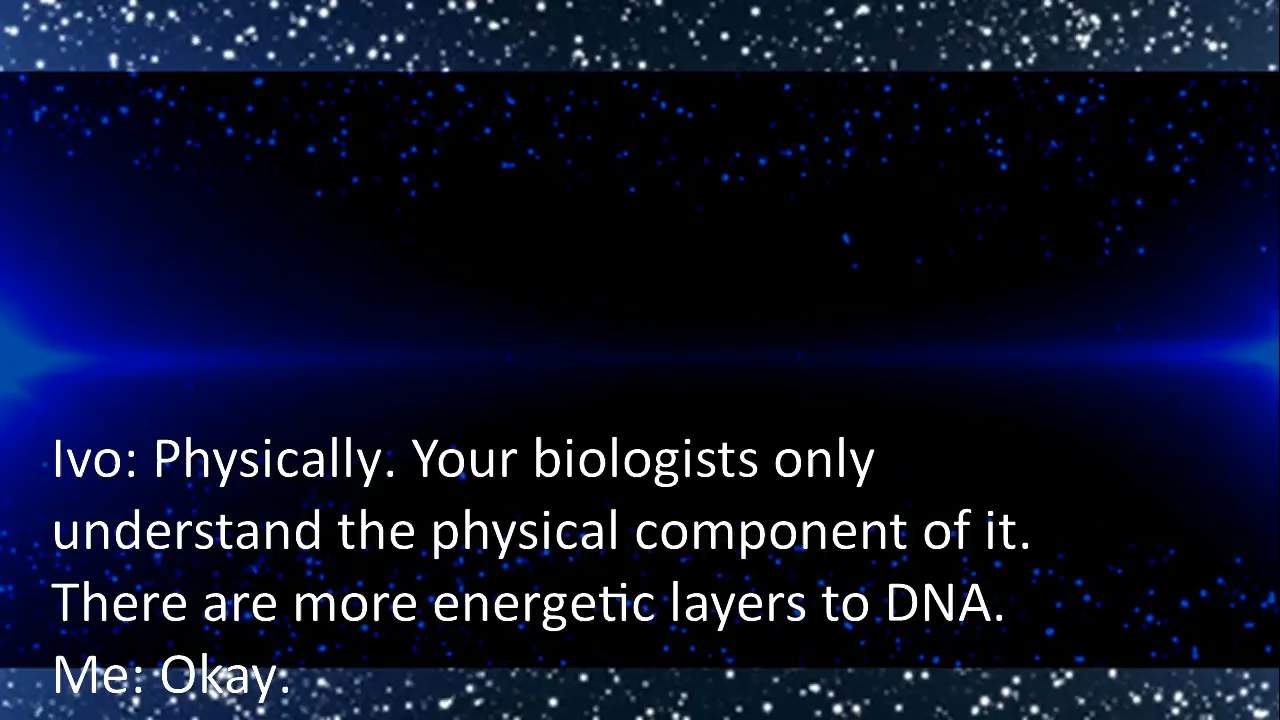 Ivo: Physically. Your biologists only
understand the physical component of it.
There are more energetic layers to DNA.
Me: Okay.